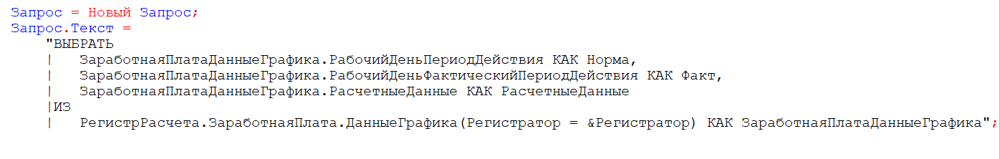 Запрос = Новый Запрос;
Запрос.Текст =
"ВЫБРАТЬ
| ЗаработнаяПлатаДанныеГрафика.РабочийДеньПериодДействия КАК Норма,
| ЗаработнаяПлатаДанныеГрафика.РабочийДеньФактическийПериодДействия КАК Факт,
| ЗаработнаяПлатаДанныеГрафика.РасчетныеДанные КАК РасчетныеДанные
|ИЗ
| РегистрРасчета.ЗаработнаяПлата.ДанныеГрафика(Регистратор = &Регистратор) КАК ЗаработнаяПлатаДанныеГрафика";